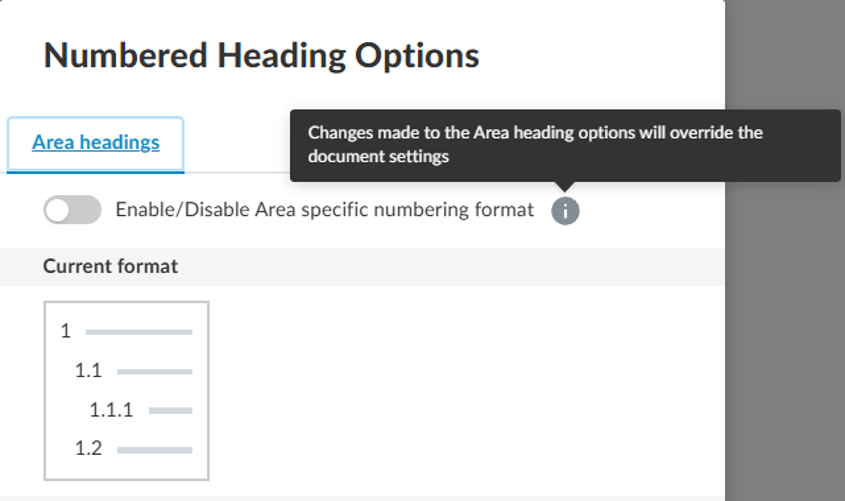 Numbered Heading Options
Area headings
Changes made to the Area heading options will override the
document settings
Enable/Disable Area specific numbering format
i
Current format
1
1.1
1.1.1
1.2